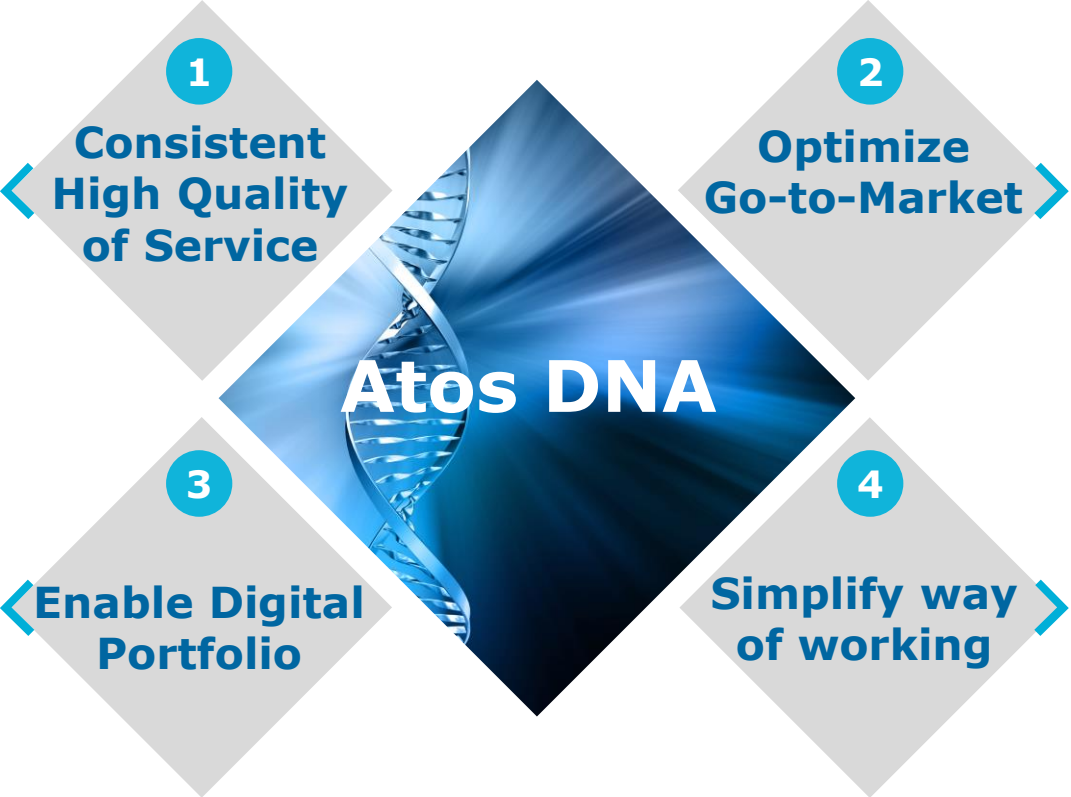 1
Consistent
High Quality
of Service
2
Optimize
Go-to-Market
Atos DNA
3
Enable Digital
Portfolio
4
Simplify way
of working